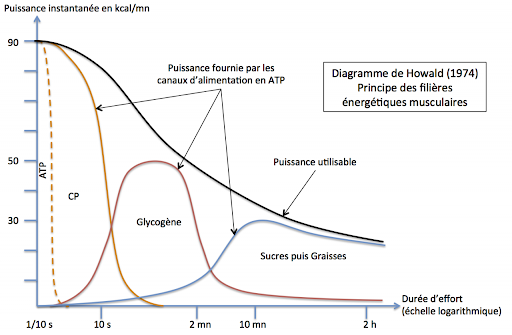 Puissance instantanée en kcal/mn
90
Puissance fournie par les
canaux d'alimentation en ATP
Diagramme de Howald (1974)
Principe des filières
énergétiques musculaires
50
ATP
CP
Glycogène
Puissance utilisable
30
Sucres puis Graisses
1/10 s
10 s
2 mn
10 mn
2 h
Durée d'effort
(échelle logarithmique)